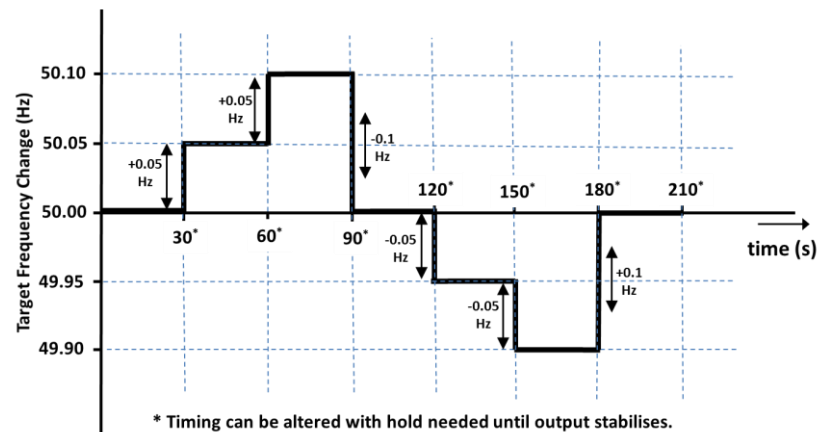 Target Frequency Change (Hz)
50.10
50.05
50.00
49.95
49.90
+0.05
Hz
+0.05
Hz
-0.1
Hz
-0.05
Hz
-0.05
Hz
+0.1
Hz
30*
60*
90*
120*
150*
180*
210*
time (s)
* Timing can be altered with hold needed until output stabilises.